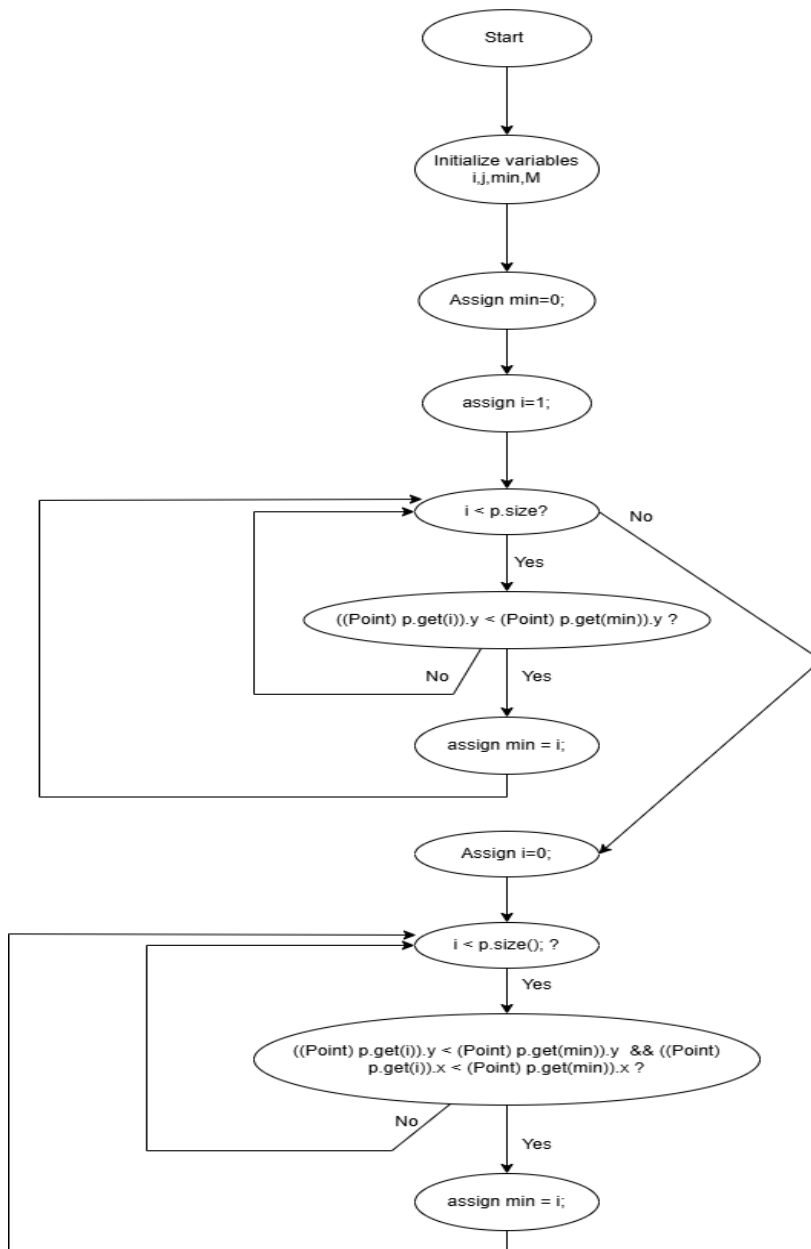 Start
Initialize variables
i,j,min,M
Assign min=0;
assign i=1;
i < p.size?
No
Yes
((Point) p.get(i)).y < (Point) p.get(min)).y ?
No
Yes
assign min = i;
Assign i=0;
i < p.size(); ?
Yes
((Point) p.get(i)).y < (Point) p.get(min)).y && ((Point)
p.get(i)).x < (Point) p.get(min)).x ?
No
Yes
assign min = i;